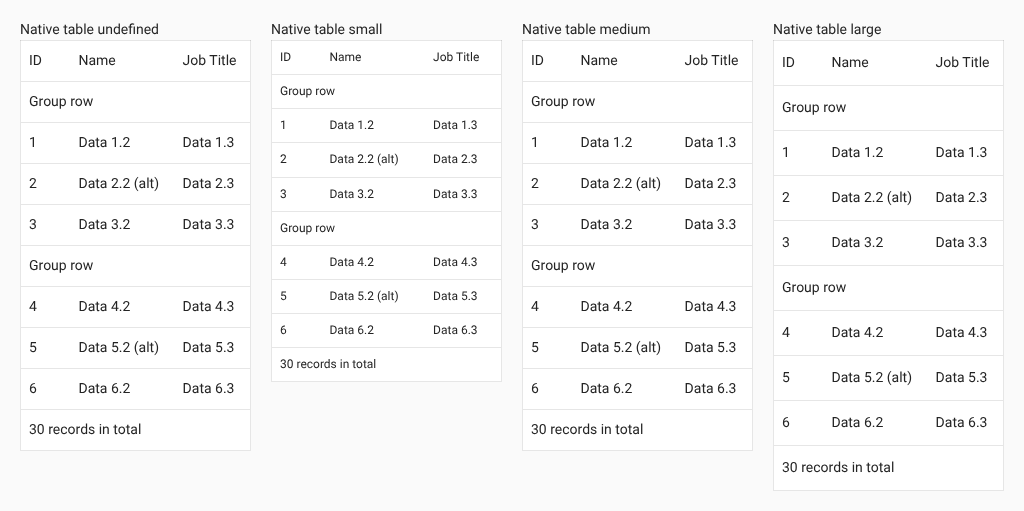 Native table undefined
ID Name Job Title
Group row
1 Data 1.2 Data 1.3
2 Data 2.2 (alt) Data 2.3
3 Data 3.2 Data 3.3
Group row
4 Data 4.2 Data 4.3
5 Data 5.2 (alt) Data 5.3
6 Data 6.2 Data 6.3
30 records in total
Native table small
ID Name Job Title
Group row
1 Data 1.2 Data 1.3
2 Data 2.2 (alt) Data 2.3
3 Data 3.2 Data 3.3
Group row
4 Data 4.2 Data 4.3
5 Data 5.2 (alt) Data 5.3
6 Data 6.2 Data 6.3
30 records in total
Native table medium
ID Name Job Title
Group row
1 Data 1.2 Data 1.3
2 Data 2.2 (alt) Data 2.3
3 Data 3.2 Data 3.3
Group row
4 Data 4.2 Data 4.3
5 Data 5.2 (alt) Data 5.3
6 Data 6.2 Data 6.3
30 records in total
Native table large
ID Name Job Title
Group row
1 Data 1.2 Data 1.3
2 Data 2.2 (alt) Data 2.3
3 Data 3.2 Data 3.3
Group row
4 Data 4.2 Data 4.3
5 Data 5.2 (alt) Data 5.3
6 Data 6.2 Data 6.3
30 records in total